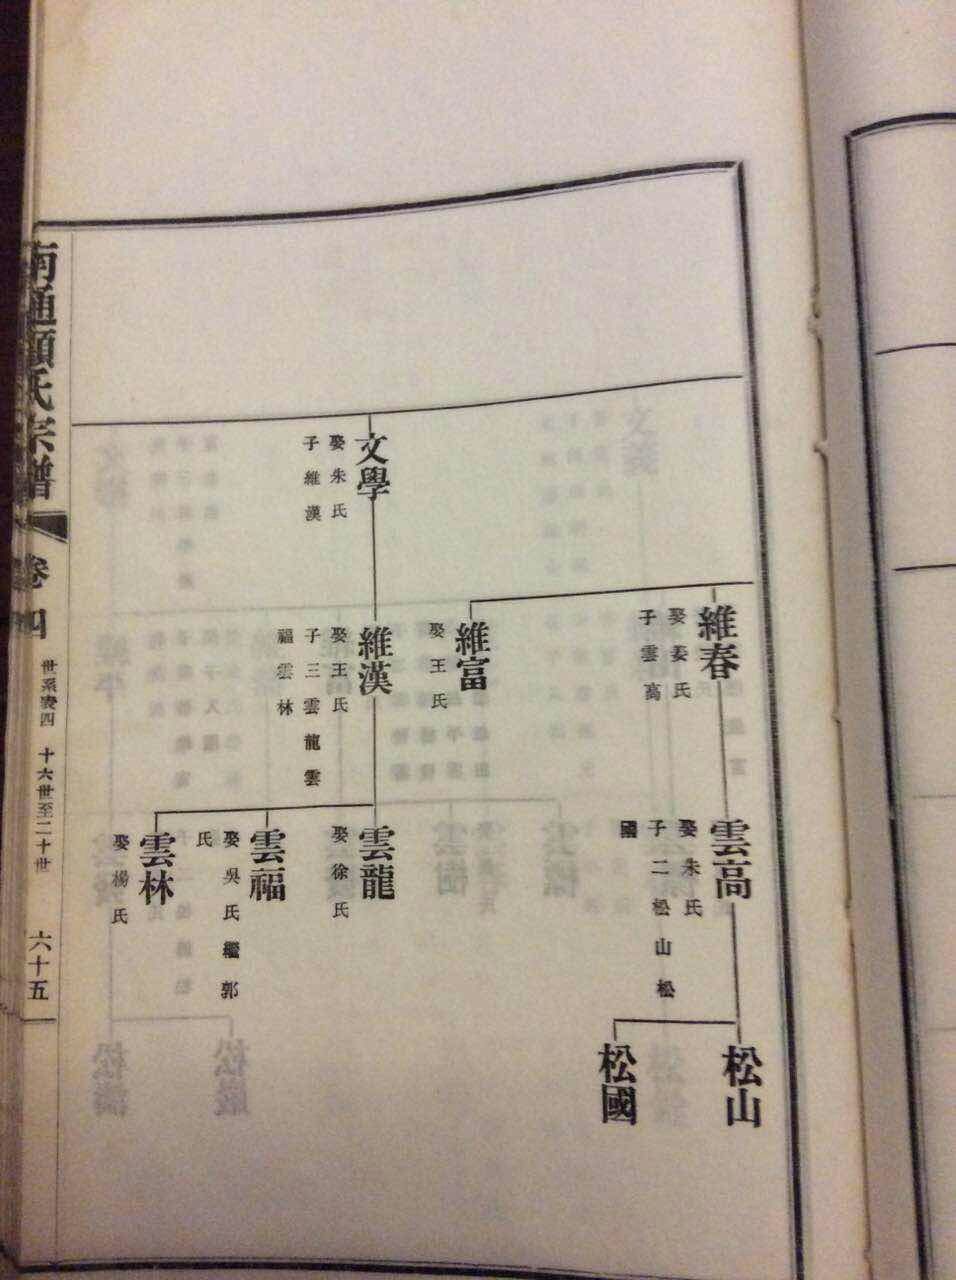 維春
娶姜氏
子雲高
雲高
娶朱氏
子二松山松
國
松山
松國
維富
娶王氏
文學
娶朱氏
子維漢
維漢
娶王氏
子三雲龍雲
福雲林
雲龍
娶徐氏
雲福
娶吳氏繼郭
氏
雲林
娶楊氏
南通顧氏宗譜
卷四
世系表四 十六世至二十世
六十五